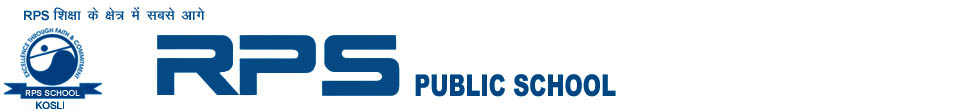 RPS शिक्षा के क्षेत्र में सबसे आगे
EXCELLENCE THROUGH FAITH & COMMITMENT
RPS SCHOOL
KOSLI
RPS PUBLIC SCHOOL